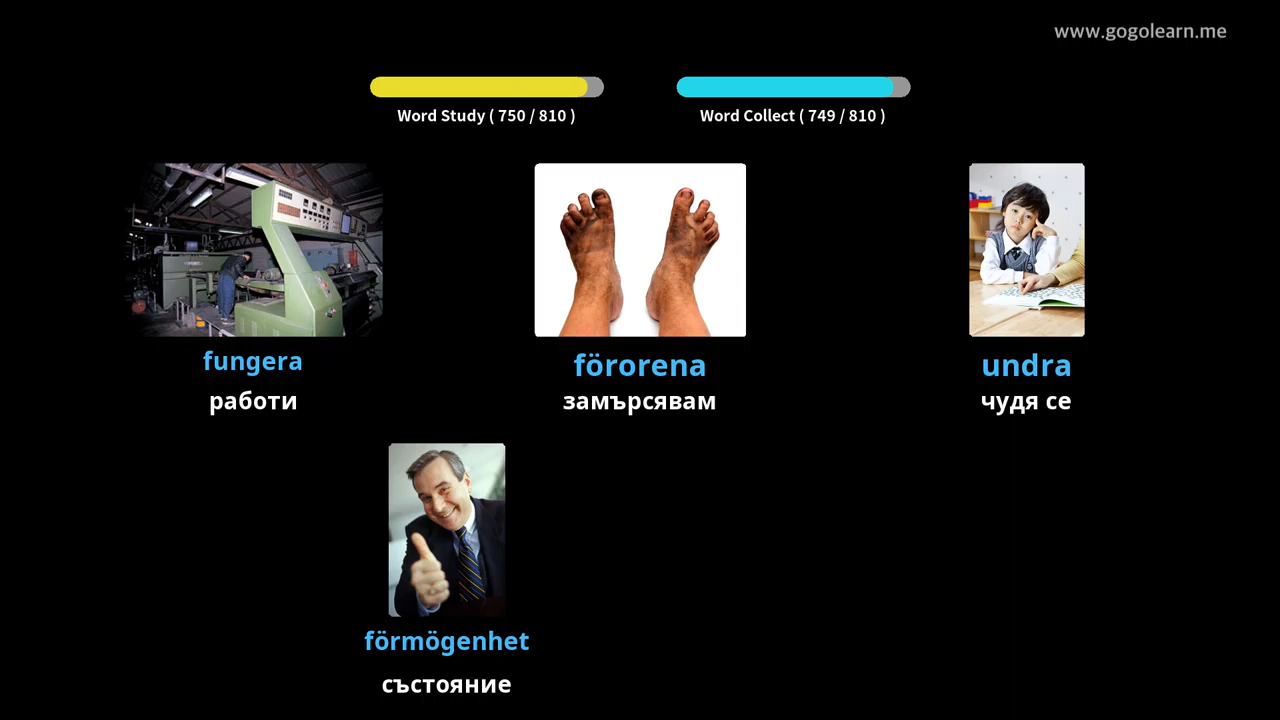 www.gogolearn.me
Word Study ( 750 / 810 )
Word Collect ( 749 / 810 )
fungera
förorena
undra
работи
замърсявам
чудя се
förmögenhet
състояние